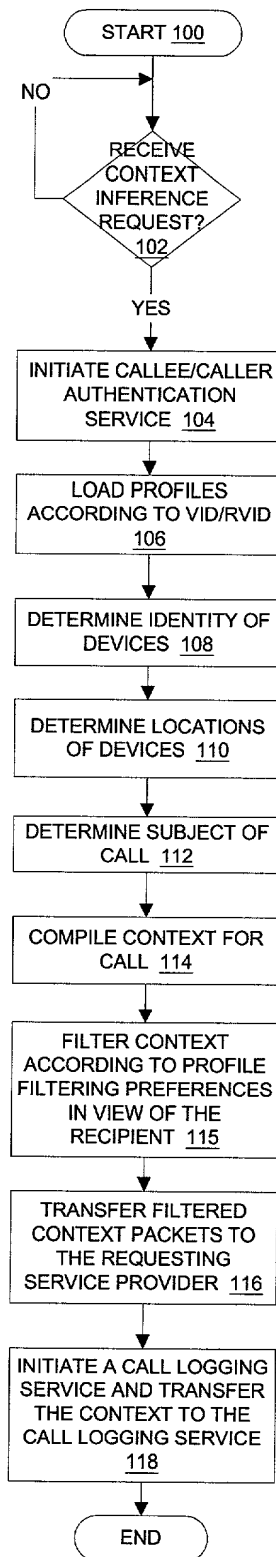 START 100
NO
RECEIVE
CONTEXT
INFERENCE
REQUEST?
102
YES
INITIATE CALLEE/CALLER
AUTHENTICATION
SERVICE 104
LOAD PROFILES
ACCORDING TO VID/RVID
106
DETERMINE IDENTITY OF
DEVICES 108
DETERMINE LOCATIONS
OF DEVICES 110
DETERMINE SUBJECT OF
CALL 112
COMPILE CONTEXT FOR
CALL 114
FILTER CONTEXT
ACCORDING TO PROFILE
FILTERING PREFERENCES
IN VIEW OF THE
RECIPIENT 115
TRANSFER FILTERED
CONTEXT PACKETS TO
THE REQUESTING
SERVICE PROVIDER 116
INITIATE A CALL LOGGING
SERVICE AND TRANSFER
THE CONTEXT TO THE
CALL LOGGING SERVICE
118
END